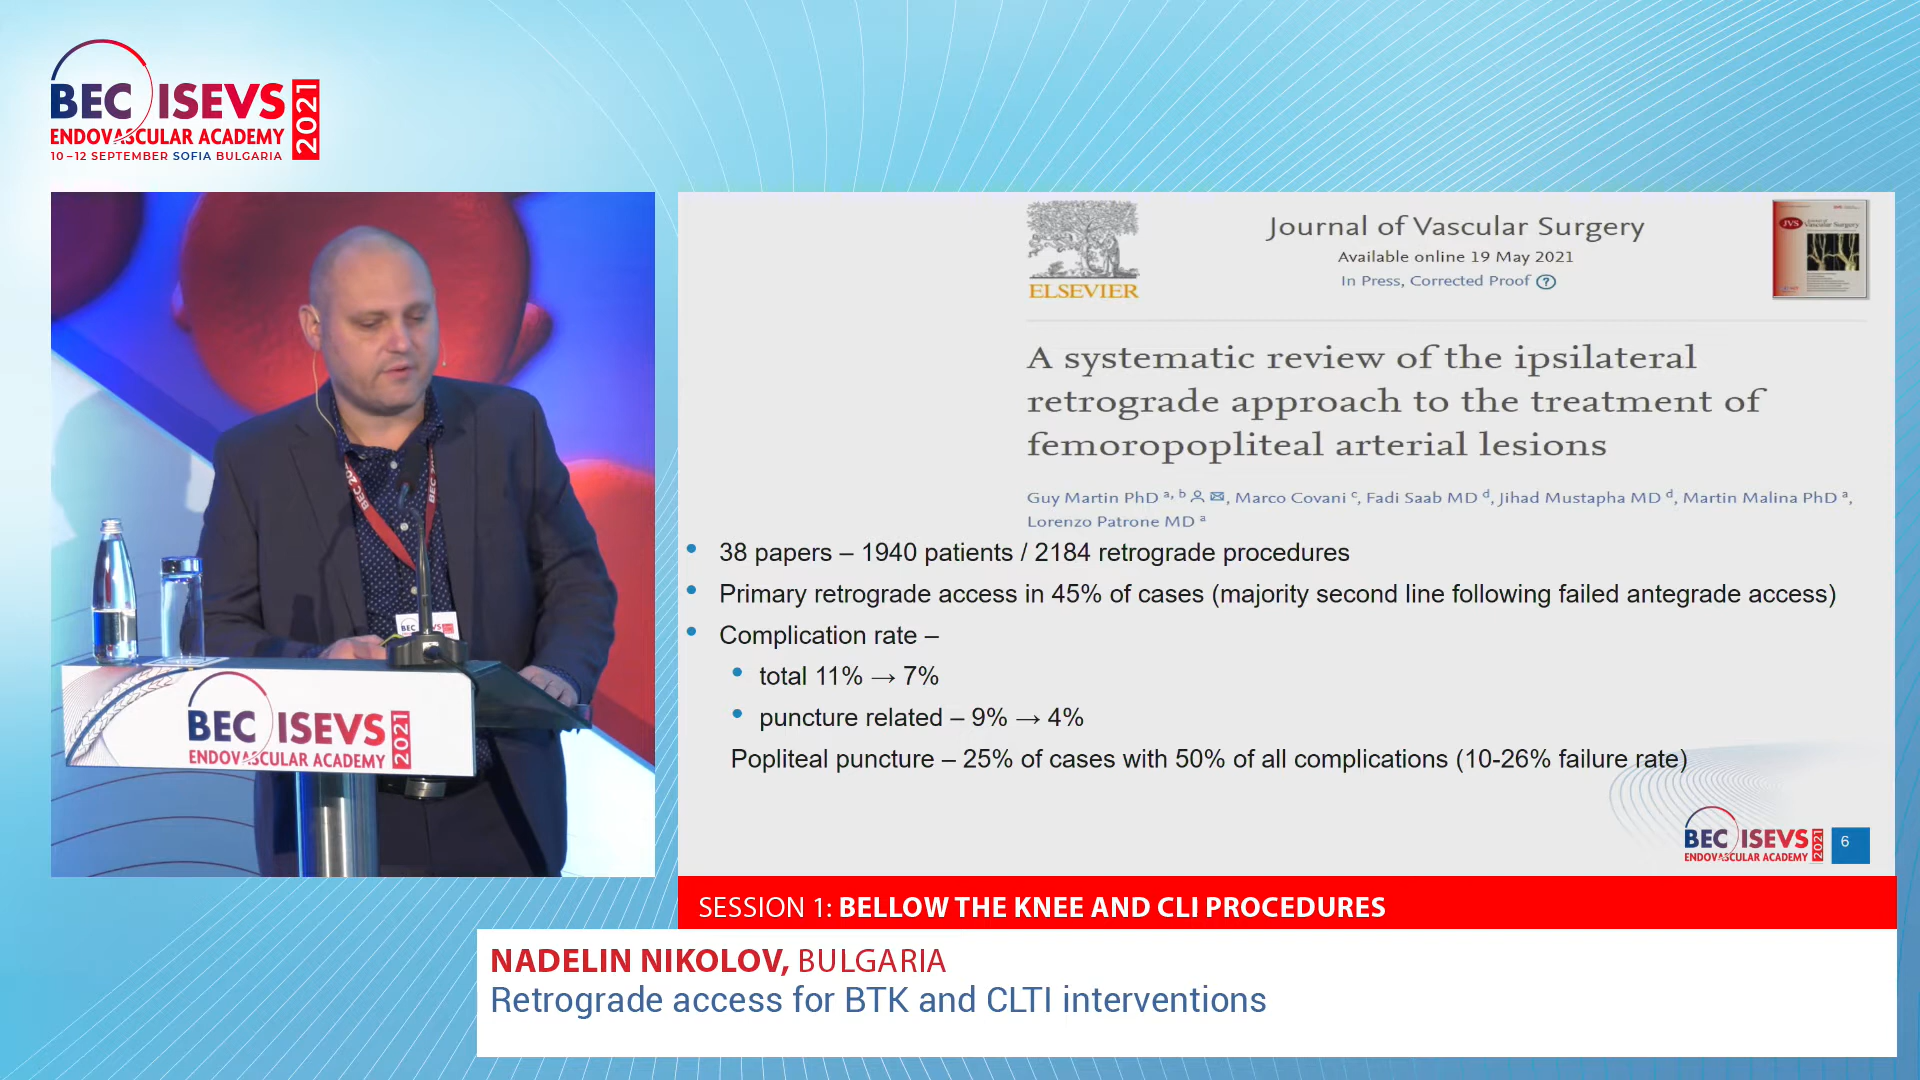 BEC ISEVS
ENDOVASCULAR ACADEMY
2021
10–12 SEPTEMBER SOFIA BULGARIA
BEC ISEVS
ENDOVASCULAR ACADEMY
2021
ELSEVIER
Journal of Vascular Surgery
Available online 19 May 2021
In Press, Corrected Proof ?
JVS Journal of Vascular Surgery
A systematic review of the ipsilateral
retrograde approach to the treatment of
femoropopliteal arterial lesions
Guy Martin PhD a, b, Marco Covani c, Fadi Saab MD d, Jihad Mustapha MD d, Martin Malina PhD a,
Lorenzo Patrone MD a
• 38 papers – 1940 patients / 2184 retrograde procedures
• Primary retrograde access in 45% of cases (majority second line following failed antegrade access)
• Complication rate –
• total 11% → 7%
• puncture related – 9% → 4%
Popliteal puncture – 25% of cases with 50% of all complications (10-26% failure rate)
BEC ISEVS
ENDOVASCULAR ACADEMY
2021
6
SESSION 1: BELLOW THE KNEE AND CLI PROCEDURES
NADELIN NIKOLOV, BULGARIA
Retrograde access for BTK and CLTI interventions